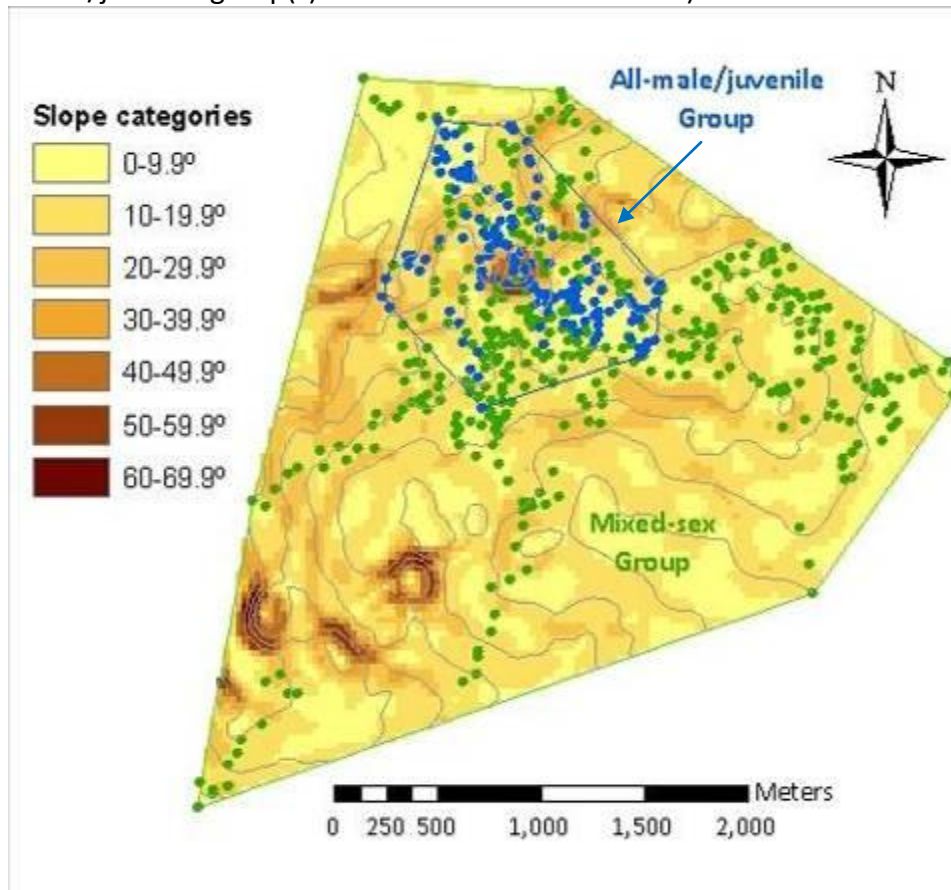 All-male/juvenile
Group
N
Slope categories
0-9.9º
10-19.9º
20-29.9º
30-39.9º
40-49.9º
50-59.9º
60-69.9º
Mixed-sex
Group
Meters
0 250 500 1,000 1,500 2,000